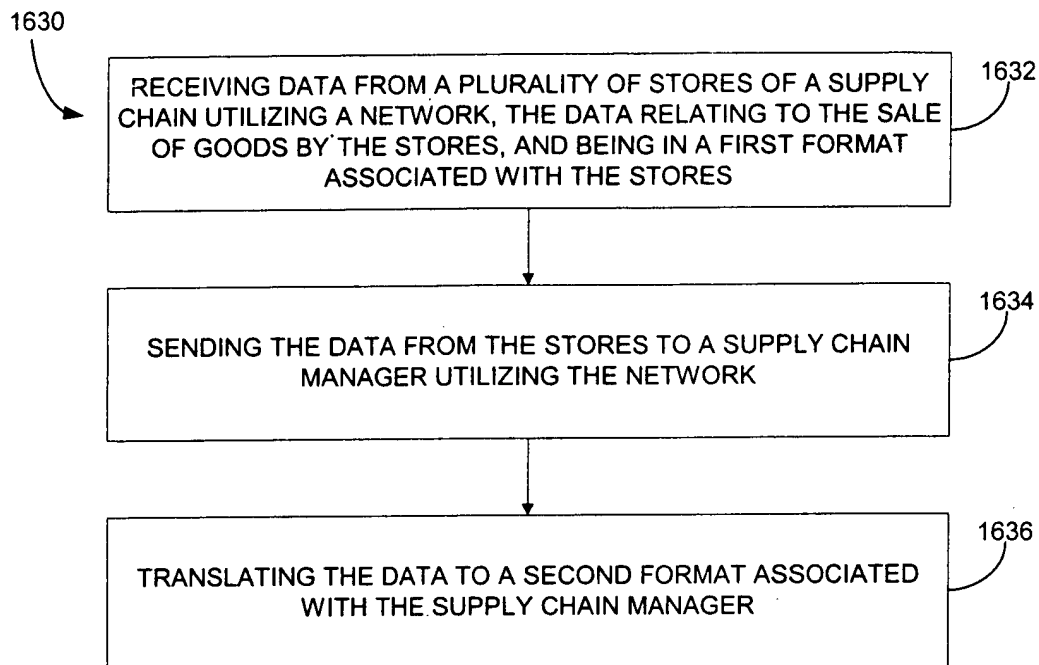 1630
RECEIVING DATA FROM A PLURALITY OF STORES OF A SUPPLY
CHAIN UTILIZING A NETWORK, THE DATA RELATING TO THE SALE
OF GOODS BY THE STORES, AND BEING IN A FIRST FORMAT
ASSOCIATED WITH THE STORES
1632
SENDING THE DATA FROM THE STORES TO A SUPPLY CHAIN
MANAGER UTILIZING THE NETWORK
1634
TRANSLATING THE DATA TO A SECOND FORMAT ASSOCIATED
WITH THE SUPPLY CHAIN MANAGER
1636